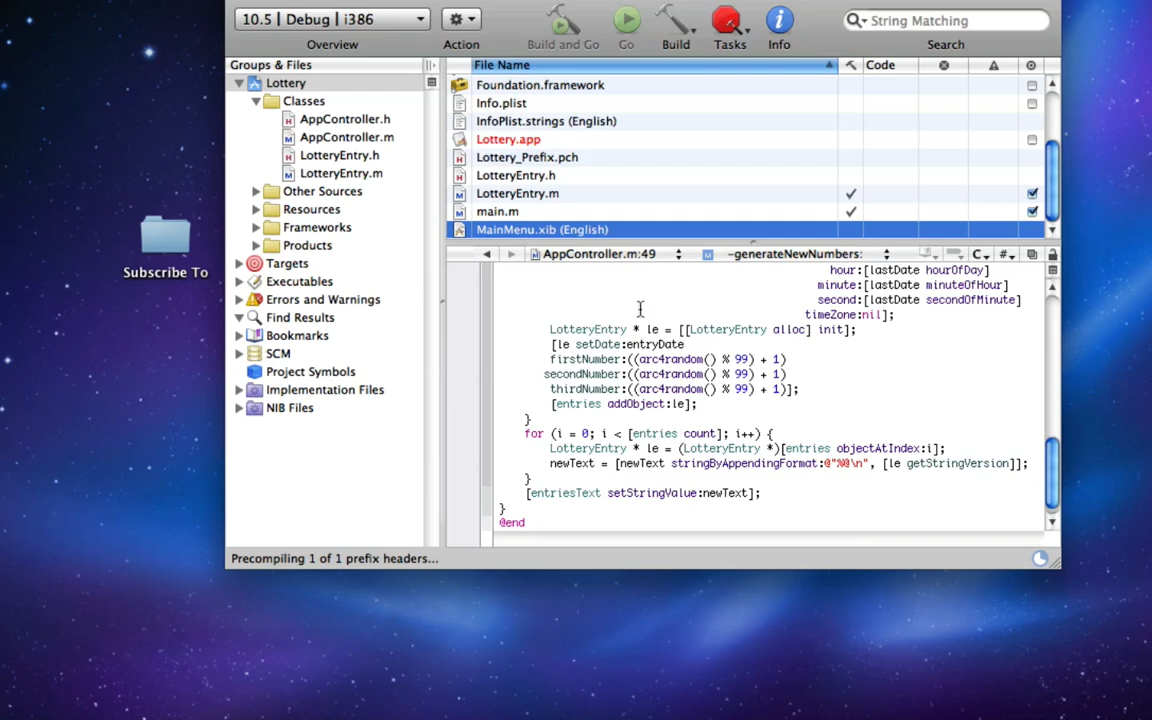 10.5 | Debug | i386
String Matching
Overview
Action
Build and Go
Go
Build
Tasks
Info
Search
Groups & Files
File Name
Code
Lottery
Classes
AppController.h
AppController.m
LotteryEntry.h
LotteryEntry.m
Other Sources
Resources
Frameworks
Products
Targets
Executables
Errors and Warnings
Find Results
Bookmarks
SCM
Project Symbols
Implementation Files
NIB Files
Foundation.framework
Info.plist
InfoPlist.strings (English)
Lottery.app
Lottery_Prefix.pch
LotteryEntry.h
LotteryEntry.m
main.m
MainMenu.xib (English)
AppController.m:49
-generateNewNumbers:
C
#
hour:[lastDate hourOfDay]
minute:[lastDate minuteOfHour]
second:[lastDate secondOfMinute]
timeZone:nil];
LotteryEntry * le = [[LotteryEntry alloc] init];
[le setDate:entryDate
firstNumber:((arc4random() % 99) + 1)
secondNumber:((arc4random() % 99) + 1)
thirdNumber:((arc4random() % 99) + 1)];
[entries addObject:le];
}
for (i = 0; i < [entries count]; i++) {
LotteryEntry * le = (LotteryEntry *)[entries objectAtIndex:i];
newText = [newText stringByAppendingFormat:@"%@\n", [le getStringVersion]];
}
[entriesText setStringValue:newText];
}
@end
Precompiling 1 of 1 prefix headers...
Subscribe To